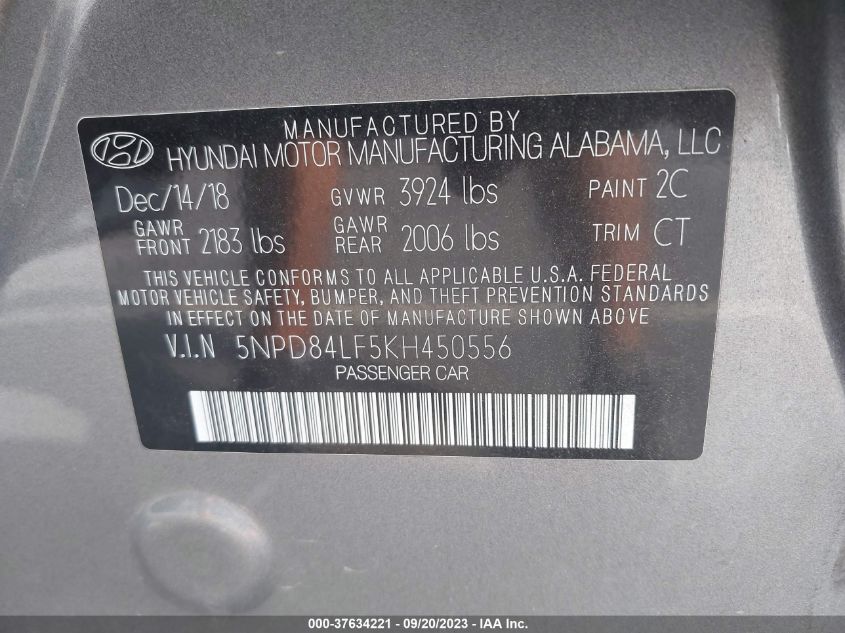 MANUFACTURED BY
HYUNDAI MOTOR MANUFACTURING ALABAMA, LLC
Dec/14/18 GVWR 3924 lbs PAINT 2C
GAWR FRONT 2183 lbs GAWR REAR 2006 lbs TRIM CT
THIS VEHICLE CONFORMS TO ALL APPLICABLE U.S.A. FEDERAL
MOTOR VEHICLE SAFETY, BUMPER, AND THEFT PREVENTION STANDARDS
IN EFFECT ON THE DATE OF MANUFACTURE SHOWN ABOVE
V.I.N 5NPD84LF5KH450556
PASSENGER CAR
000-37634221 - 09/20/2023 - IAA Inc.